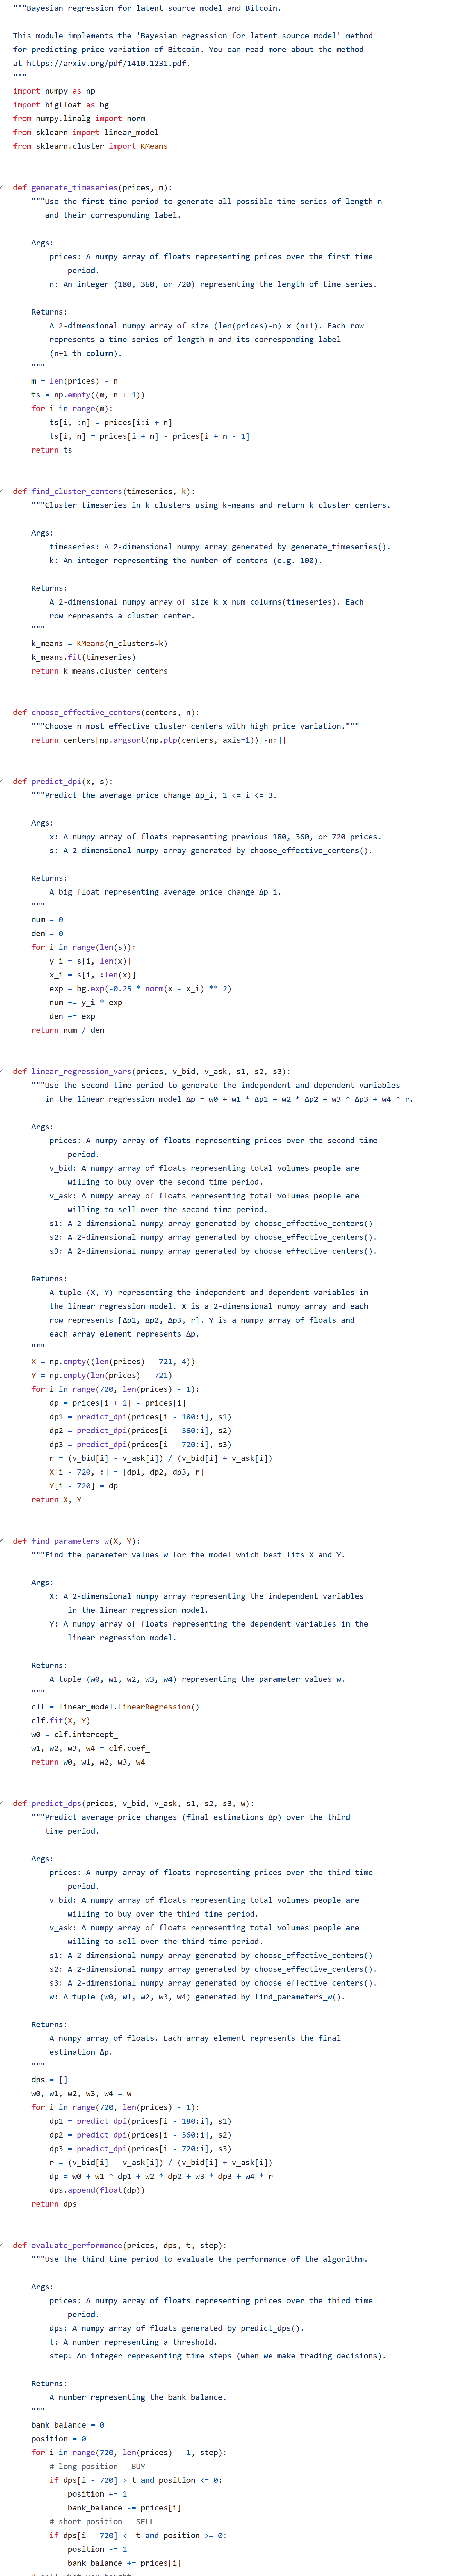 """Bayesian regression for latent source model and Bitcoin.

This module implements the 'Bayesian regression for latent source model' method
for predicting price variation of Bitcoin. You can read more about the method
at https://arxiv.org/pdf/1410.1231.pdf.
"""
import numpy as np
import bigfloat as bg
from numpy.linalg import norm
from sklearn import linear_model
from sklearn.cluster import KMeans


def generate_timeseries(prices, n):
    """Use the first time period to generate all possible time series of length n
       and their corresponding label.

    Args:
        prices: A numpy array of floats representing prices over the first time
            period.
        n: An integer (180, 360, or 720) representing the length of time series.

    Returns:
        A 2-dimensional numpy array of size (len(prices)-n) x (n+1). Each row
        represents a time series of length n and its corresponding label
        (n+1-th column).
    """
    m = len(prices) - n
    ts = np.empty((m, n + 1))
    for i in range(m):
        ts[i, :n] = prices[i:i + n]
        ts[i, n] = prices[i + n] - prices[i + n - 1]
    return ts


def find_cluster_centers(timeseries, k):
    """Cluster timeseries in k clusters using k-means and return k cluster centers.

    Args:
        timeseries: A 2-dimensional numpy array generated by generate_timeseries().
        k: An integer representing the number of centers (e.g. 100).

    Returns:
        A 2-dimensional numpy array of size k x num_columns(timeseries). Each
        row represents a cluster center.
    """
    k_means = KMeans(n_clusters=k)
    k_means.fit(timeseries)
    return k_means.cluster_centers_


def choose_effective_centers(centers, n):
    """Choose n most effective cluster centers with high price variation."""
    return centers[np.argsort(np.ptp(centers, axis=1))[-n:]]


def predict_dpi(x, s):
    """Predict the average price change Δp_i, 1 <= i <= 3.

    Args:
        x: A numpy array of floats representing previous 180, 360, or 720 prices.
        s: A 2-dimensional numpy array generated by choose_effective_centers().

    Returns:
        A big float representing average price change Δp_i.
    """
    num = 0
    den = 0
    for i in range(len(s)):
        y_i = s[i, len(x)]
        x_i = s[i, :len(x)]
        exp = bg.exp(-0.25 * norm(x - x_i) ** 2)
        num += y_i * exp
        den += exp
    return num / den


def linear_regression_vars(prices, v_bid, v_ask, s1, s2, s3):
    """Use the second time period to generate the independent and dependent variables
       in the linear regression model Δp = w0 + w1 * Δp1 + w2 * Δp2 + w3 * Δp3 + w4 * r.

    Args:
        prices: A numpy array of floats representing prices over the second time
            period.
        v_bid: A numpy array of floats representing total volumes people are
            willing to buy over the second time period.
        v_ask: A numpy array of floats representing total volumes people are
            willing to sell over the second time period.
        s1: A 2-dimensional numpy array generated by choose_effective_centers()
        s2: A 2-dimensional numpy array generated by choose_effective_centers().
        s3: A 2-dimensional numpy array generated by choose_effective_centers().

    Returns:
        A tuple (X, Y) representing the independent and dependent variables in
        the linear regression model. X is a 2-dimensional numpy array and each
        row represents [Δp1, Δp2, Δp3, r]. Y is a numpy array of floats and
        each array element represents Δp.
    """
    X = np.empty((len(prices) - 721, 4))
    Y = np.empty(len(prices) - 721)
    for i in range(720, len(prices) - 1):
        dp = prices[i + 1] - prices[i]
        dp1 = predict_dpi(prices[i - 180:i], s1)
        dp2 = predict_dpi(prices[i - 360:i], s2)
        dp3 = predict_dpi(prices[i - 720:i], s3)
        r = (v_bid[i] - v_ask[i]) / (v_bid[i] + v_ask[i])
        X[i - 720, :] = [dp1, dp2, dp3, r]
        Y[i - 720] = dp
    return X, Y


def find_parameters_w(X, Y):
    """Find the parameter values w for the model which best fits X and Y.

    Args:
        X: A 2-dimensional numpy array representing the independent variables
            in the linear regression model.
        Y: A numpy array of floats representing the dependent variables in the
            linear regression model.

    Returns:
        A tuple (w0, w1, w2, w3, w4) representing the parameter values w.
    """
    clf = linear_model.LinearRegression()
    clf.fit(X, Y)
    w0 = clf.intercept_
    w1, w2, w3, w4 = clf.coef_
    return w0, w1, w2, w3, w4


def predict_dps(prices, v_bid, v_ask, s1, s2, s3, w):
    """Predict average price changes (final estimations Δp) over the third
       time period.

    Args:
        prices: A numpy array of floats representing prices over the third time
            period.
        v_bid: A numpy array of floats representing total volumes people are
            willing to buy over the third time period.
        v_ask: A numpy array of floats representing total volumes people are
            willing to sell over the third time period.
        s1: A 2-dimensional numpy array generated by choose_effective_centers()
        s2: A 2-dimensional numpy array generated by choose_effective_centers().
        s3: A 2-dimensional numpy array generated by choose_effective_centers().
        w: A tuple (w0, w1, w2, w3, w4) generated by find_parameters_w().

    Returns:
        A numpy array of floats. Each array element represents the final
        estimation Δp.
    """
    dps = []
    w0, w1, w2, w3, w4 = w
    for i in range(720, len(prices) - 1):
        dp1 = predict_dpi(prices[i - 180:i], s1)
        dp2 = predict_dpi(prices[i - 360:i], s2)
        dp3 = predict_dpi(prices[i - 720:i], s3)
        r = (v_bid[i] - v_ask[i]) / (v_bid[i] + v_ask[i])
        dp = w0 + w1 * dp1 + w2 * dp2 + w3 * dp3 + w4 * r
        dps.append(float(dp))
    return dps


def evaluate_performance(prices, dps, t, step):
    """Use the third time period to evaluate the performance of the algorithm.

    Args:
        prices: A numpy array of floats representing prices over the third time
            period.
        dps: A numpy array of floats generated by predict_dps().
        t: A number representing a threshold.
        step: An integer representing time steps (when we make trading decisions).

    Returns:
        A number representing the bank balance.
    """
    bank_balance = 0
    position = 0
    for i in range(720, len(prices) - 1, step):
        # long position - BUY
        if dps[i - 720] > t and position <= 0:
            position += 1
            bank_balance -= prices[i]
        # short position - SELL
        if dps[i - 720] < -t and position >= 0:
            position -= 1
            bank_balance += prices[i]